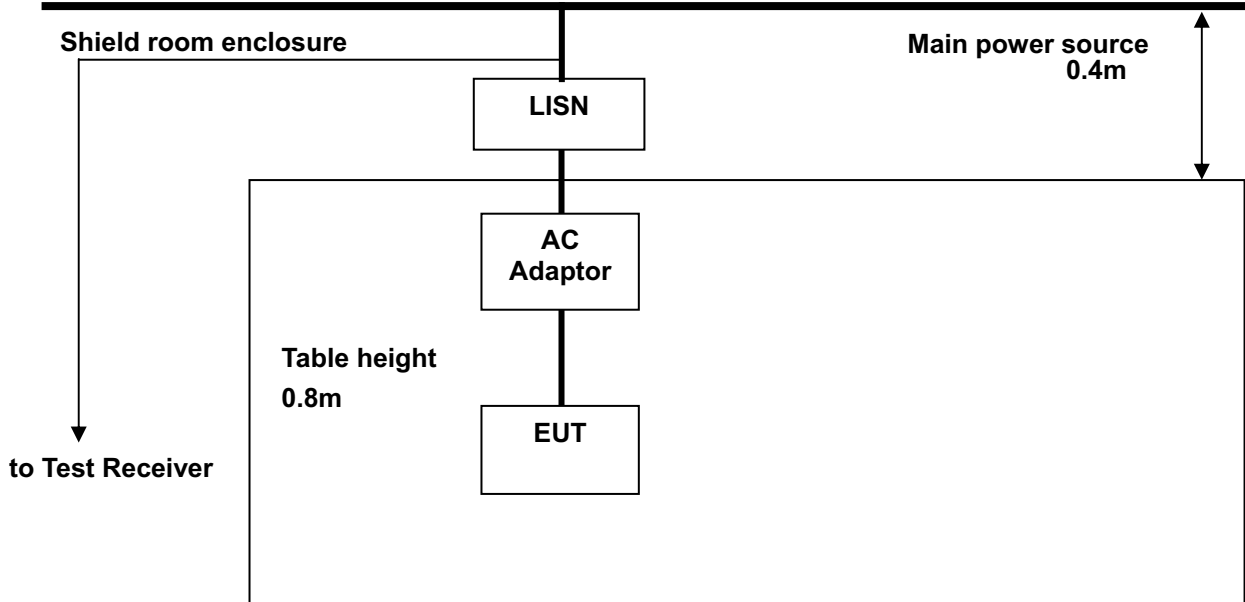 Shield room enclosure
Main power source
0.4m
LISN
AC
Adaptor
Table height
0.8m
EUT
to Test Receiver